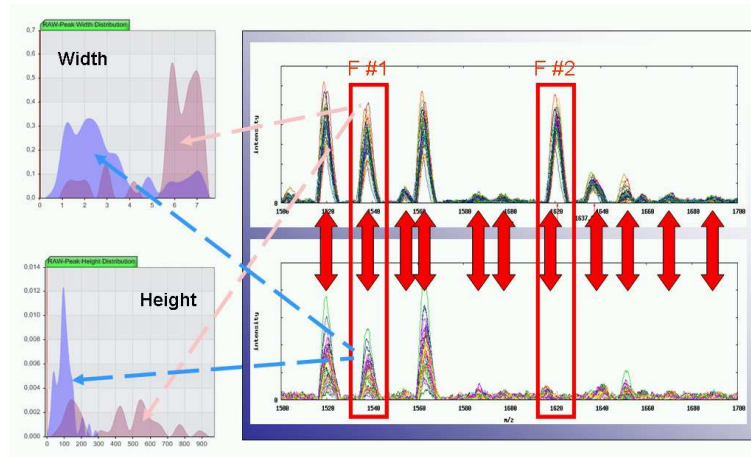 RAW-Peak Width Distribution
0,7
0,6
0,5
0,4
0,3
0,2
0,1
0,0
0 1 2 3 4 5 6 7
Width
RAW-Peak Height Distribution
0,014
0,012
0,010
0,008
0,006
0,004
0,002
0,000
0 100 200 300 400 500 600 700 800 900
Height
F #1
F #2
intensity
1500 1520 1540 1560 1580 1600 1620 1640 1660 1680 1700
1637
intensity
1500 1520 1540 1560 1580 1600 1620 1640 1660 1680 1700
m/z